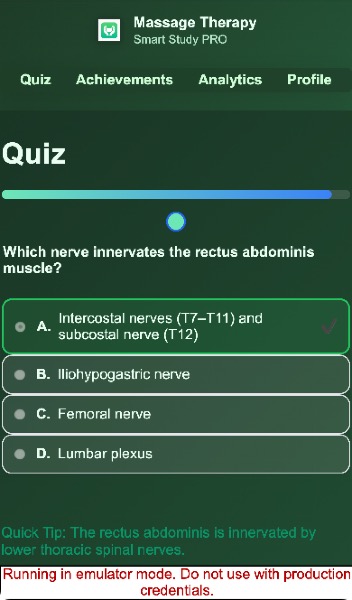 Massage Therapy
Smart Study PRO
Quiz Achievements Analytics Profile
Quiz
Which nerve innervates the rectus abdominis
muscle?
A. Intercostal nerves (T7–T11) and
subcostal nerve (T12)
B. Iliohypogastric nerve
C. Femoral nerve
D. Lumbar plexus
Quick Tip: The rectus abdominis is innervated by
lower thoracic spinal nerves.
Running in emulator mode. Do not use with production
credentials.